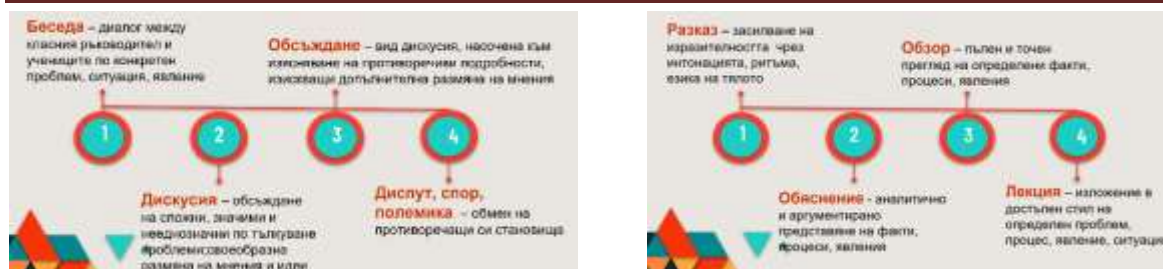 Беседа – диалог между
класния ръководител и
учениците по конкретен
проблем, ситуация, явление
Обсъждане – вид дискусия, насочена към
изясняване на противоречиви подробности,
изискващи допълнителна размяна на мнения
1
2
3
4
Дискусия – обсъждане
на сложни, значими и
нееднозначни по тълкуване
проблеми;своеобразна
размяна на мнения и идеи
Диспут, спор,
полемика – обмен на
противоречащи си становища
Разказ – засилване на
изразителността чрез
интонацията, ритъма,
езика на тялото
Обзор – пълен и точен
преглед на определени факти,
процеси, явления
1
2
3
4
Обяснение - аналитично
и аргументирано
представяне на факти,
процеси, явления
Лекция – изложение в
достъпен стил на
определен проблем,
процес, явление, ситуация